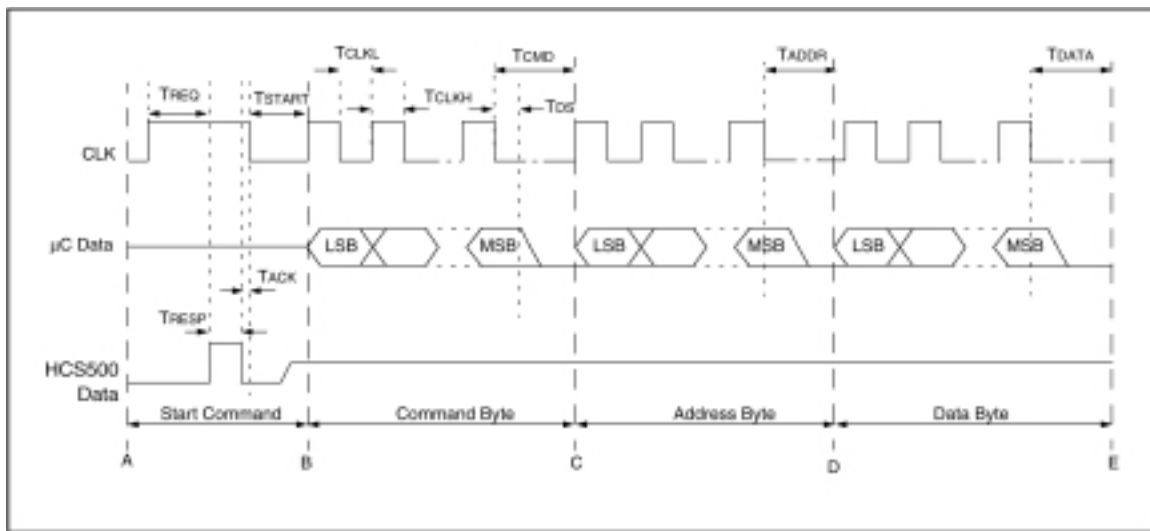 TCLKL
TCMD
TADDR
TDATA
TREQ
TSTART
TCLKH
TDS
CLK
µC Data
LSB
MSB
LSB
MSB
LSB
MSB
TACK
TRESP
HCS500
Data
Start Command
Command Byte
Address Byte
Data Byte
A
B
C
D
E